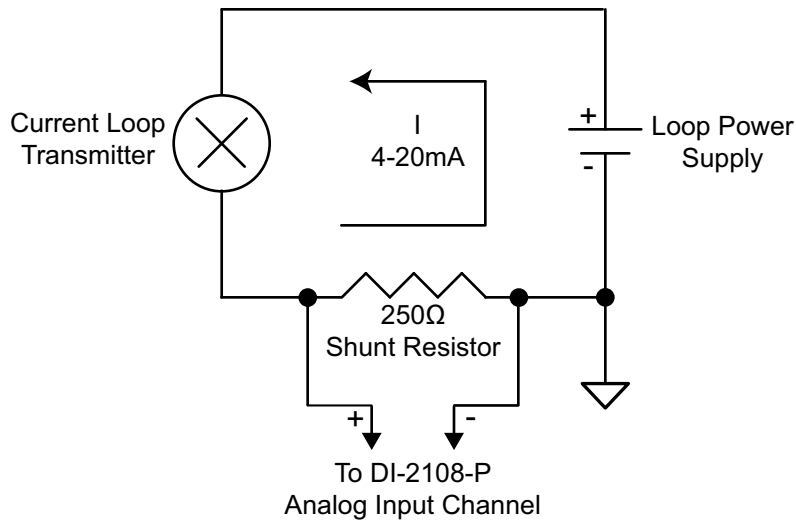 Current Loop
Transmitter
I
4-20mA
+
-
Loop Power
Supply
250Ω
Shunt Resistor
+
-
To DI-2108-P
Analog Input Channel